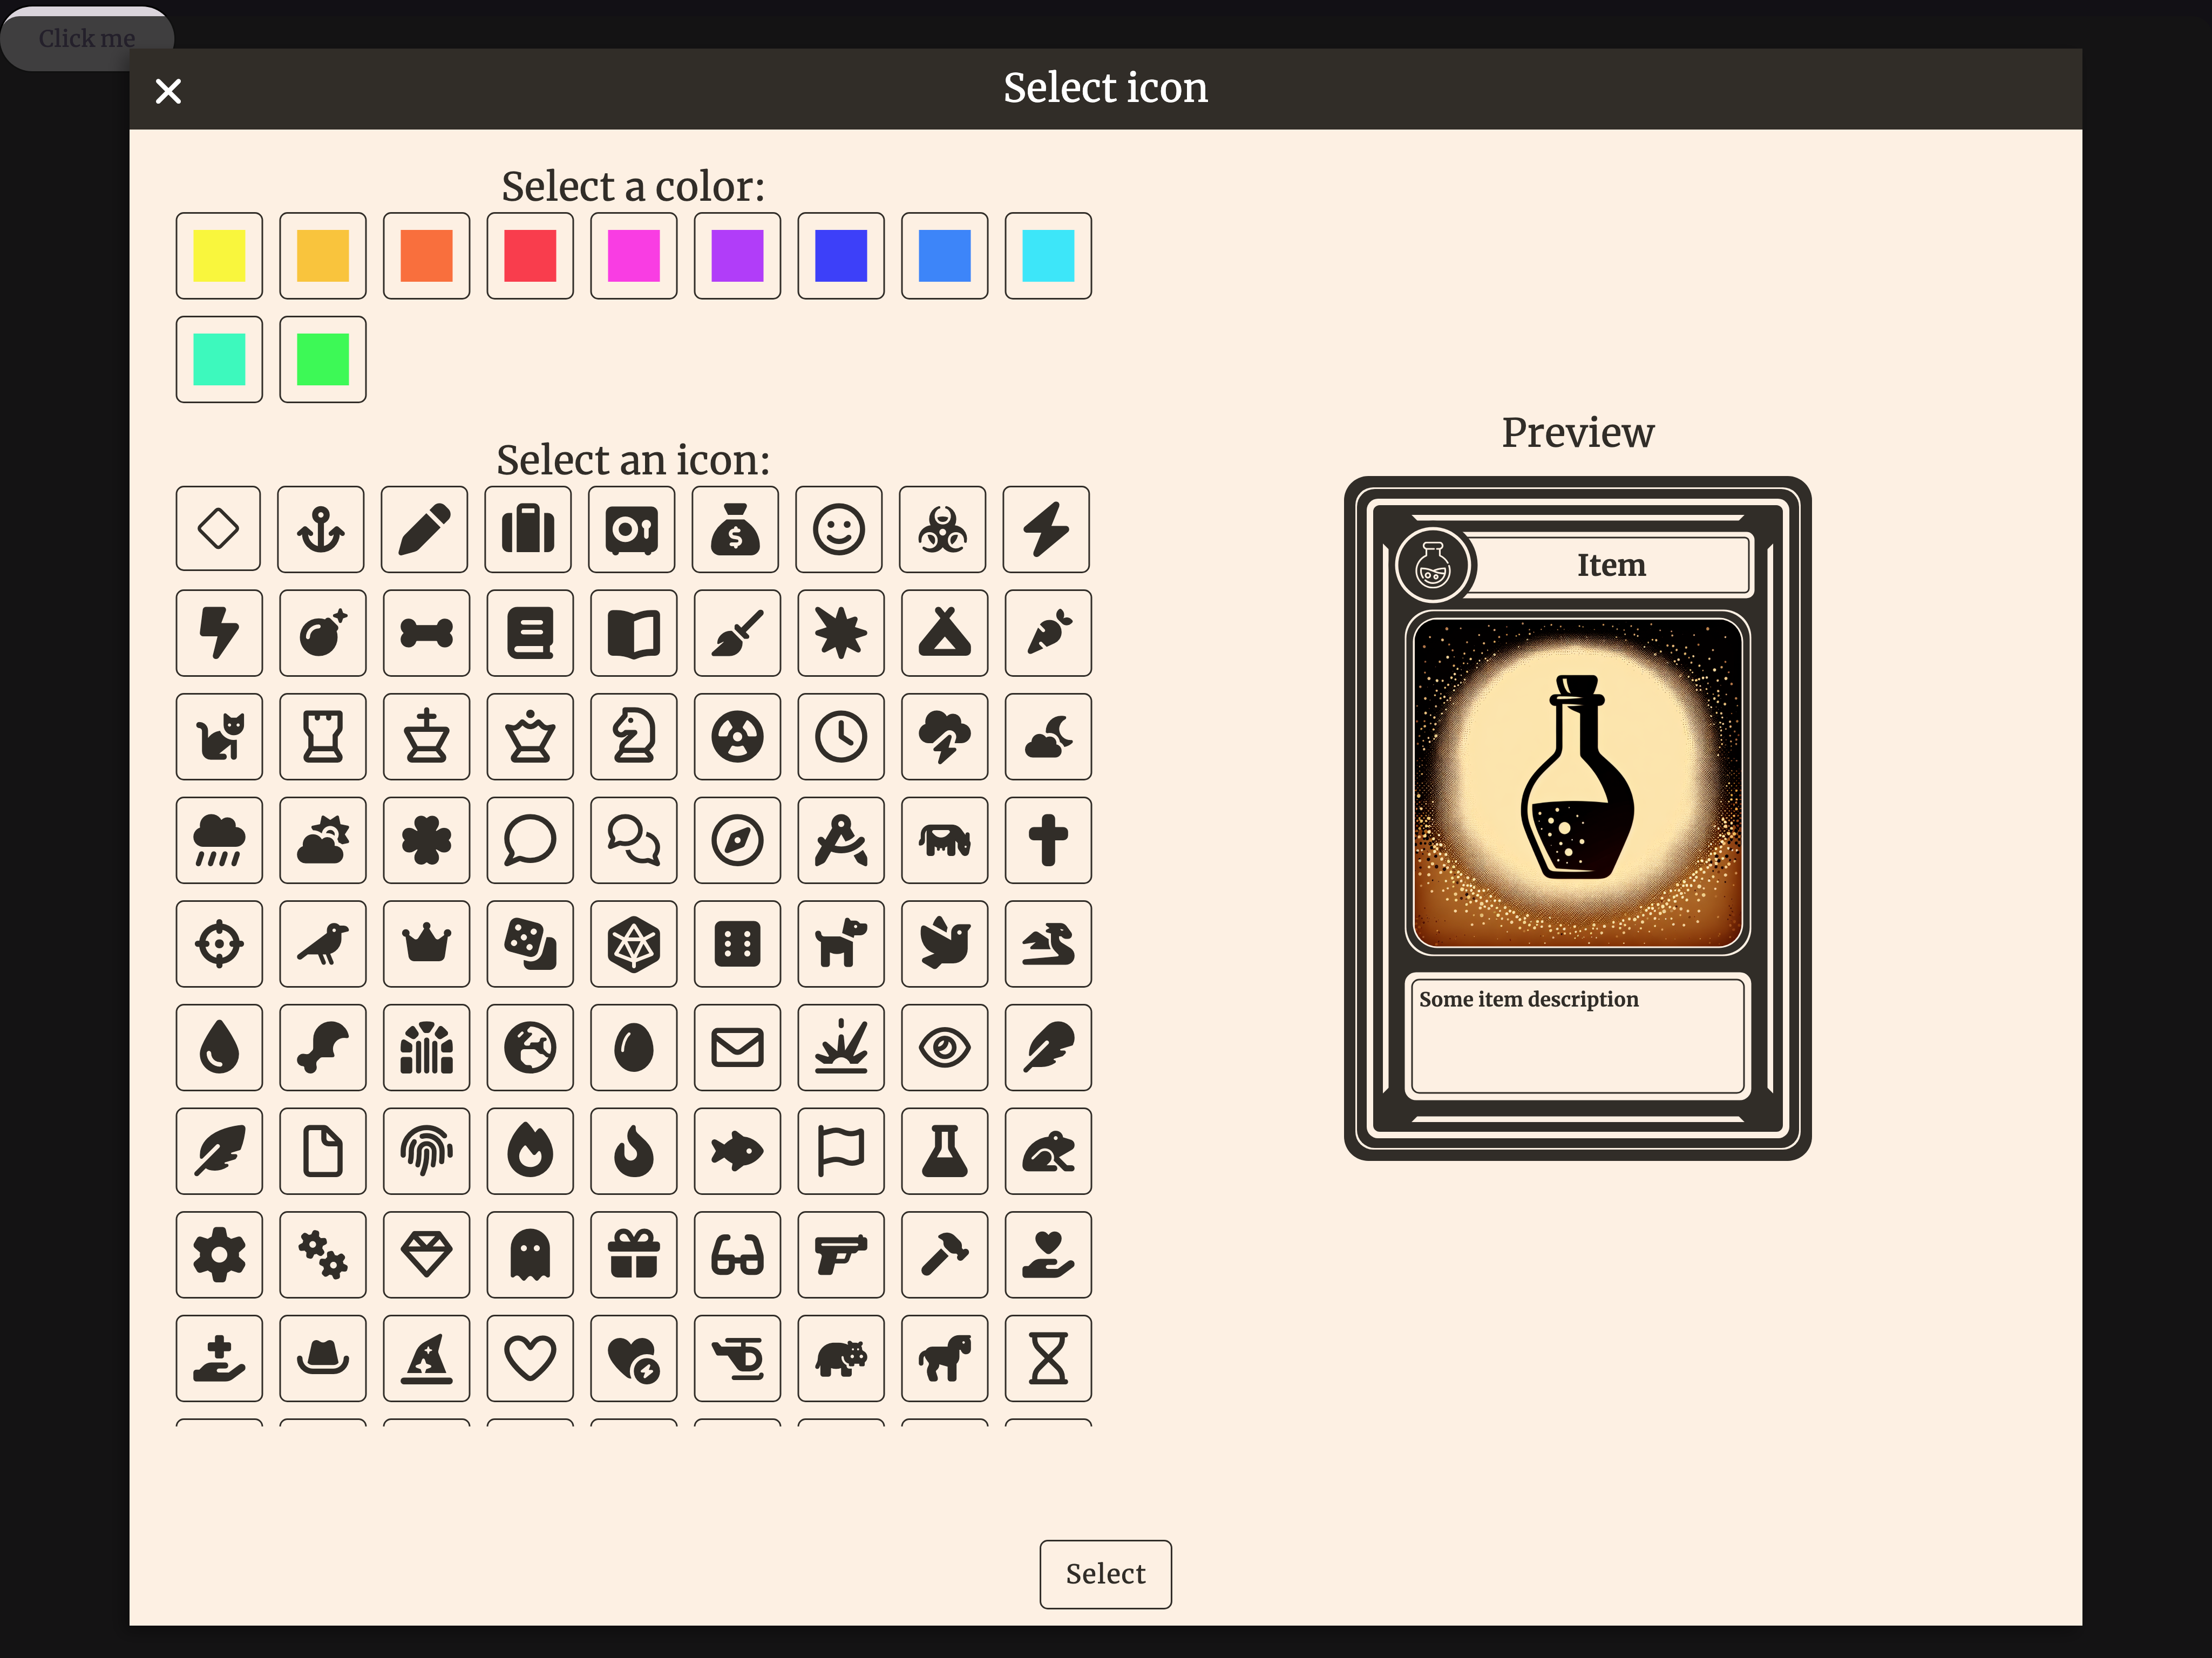 Click me
Select icon
Select a color:
Select an icon:
Preview
Item
Some item description
Select